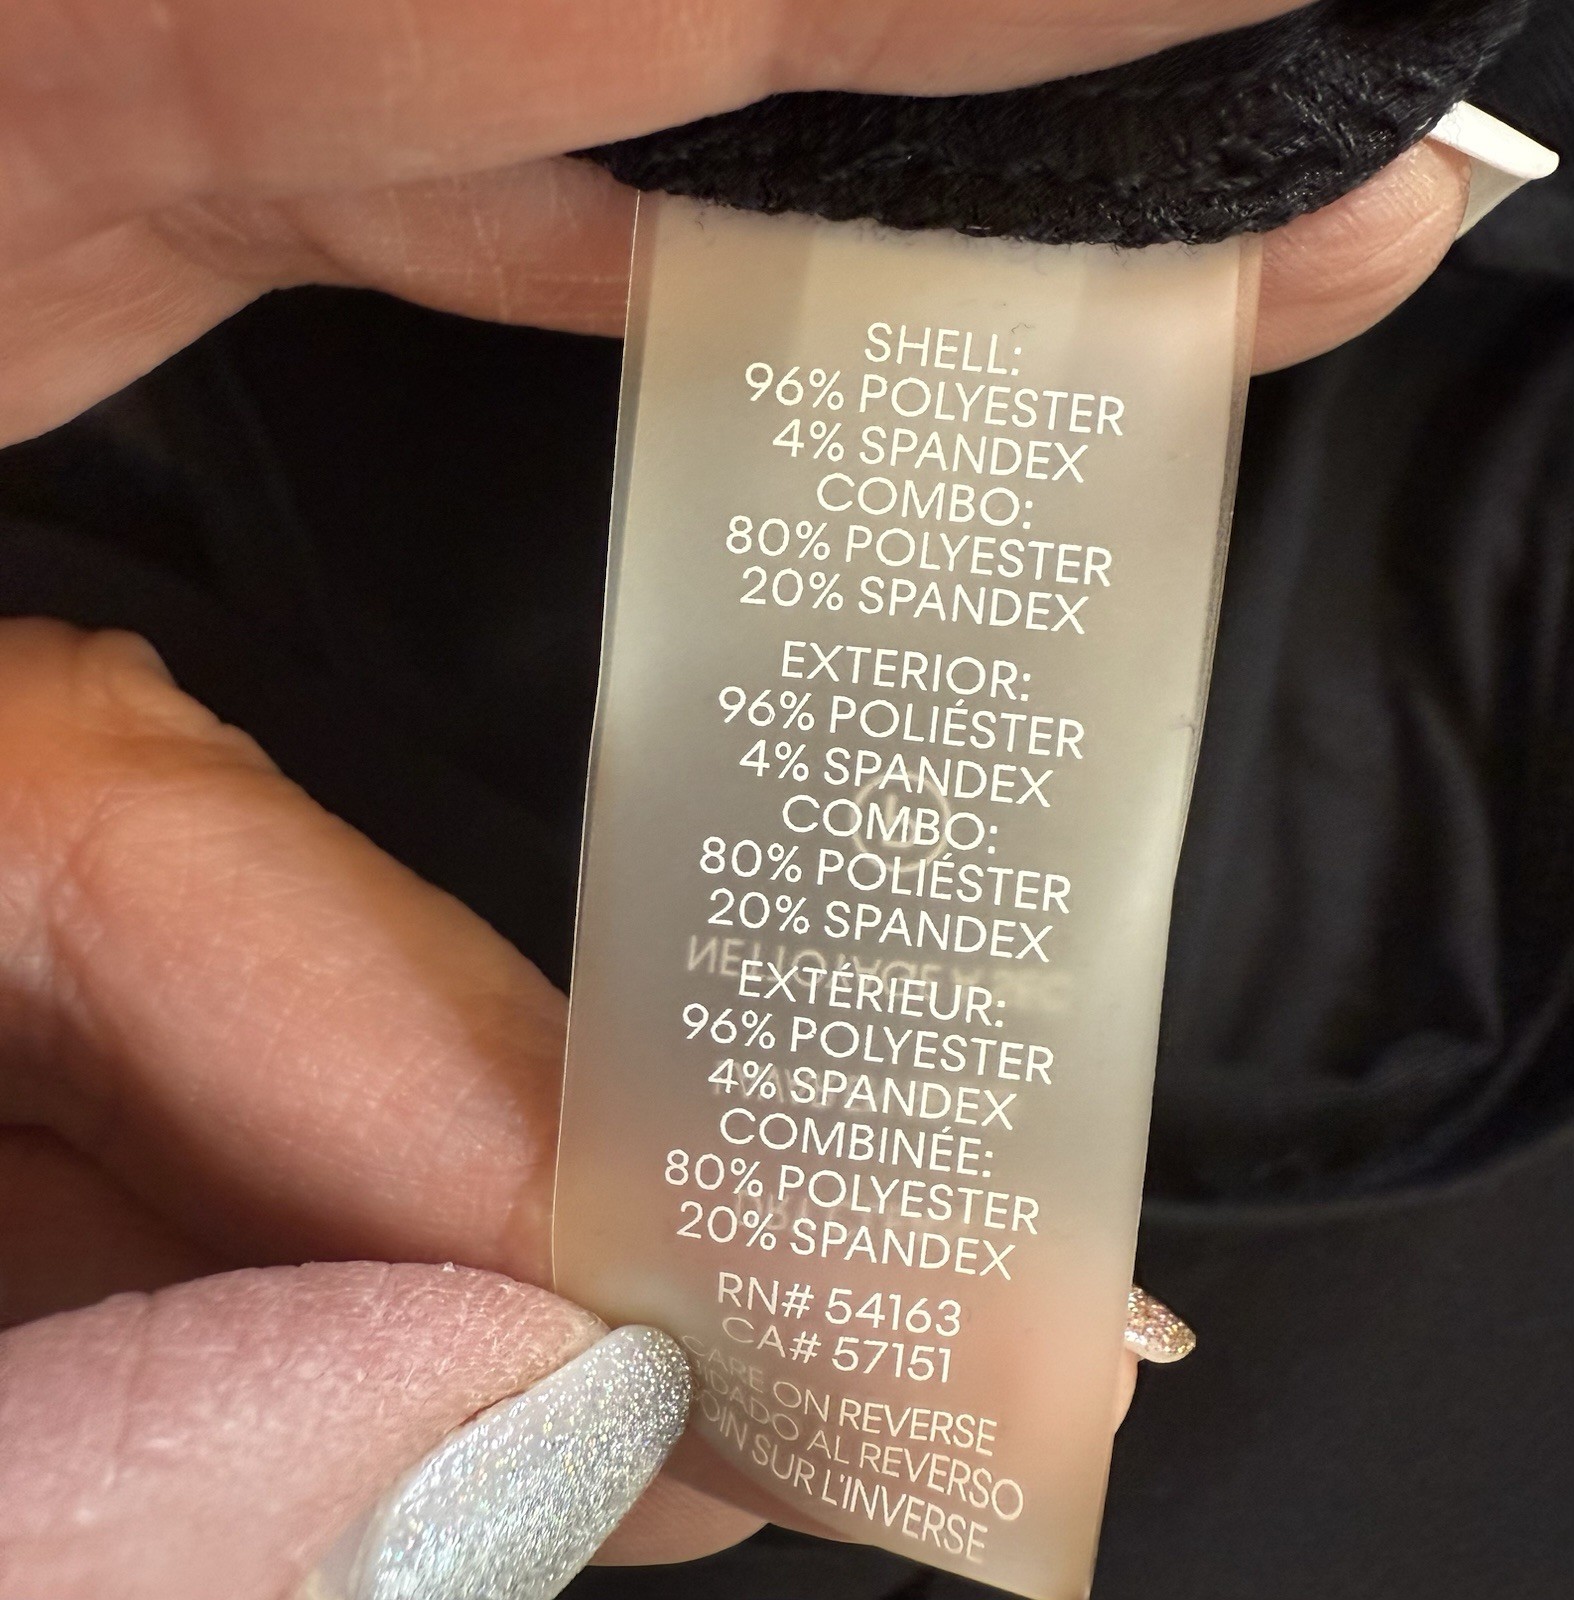 SHELL:
96% POLYESTER
4% SPANDEX
COMBO:
80% POLYESTER
20% SPANDEX
EXTERIOR:
96% POLIÉSTER
4% SPANDEX
COMBO:
80% POLIÉSTER
20% SPANDEX
EXTÉRIEUR:
96% POLYESTER
4% SPANDEX
COMBINÉE:
80% POLYESTER
20% SPANDEX
RN# 54163
CA# 57151
CARE ON REVERSE
AL REVERSO
SUR L'INVERSE